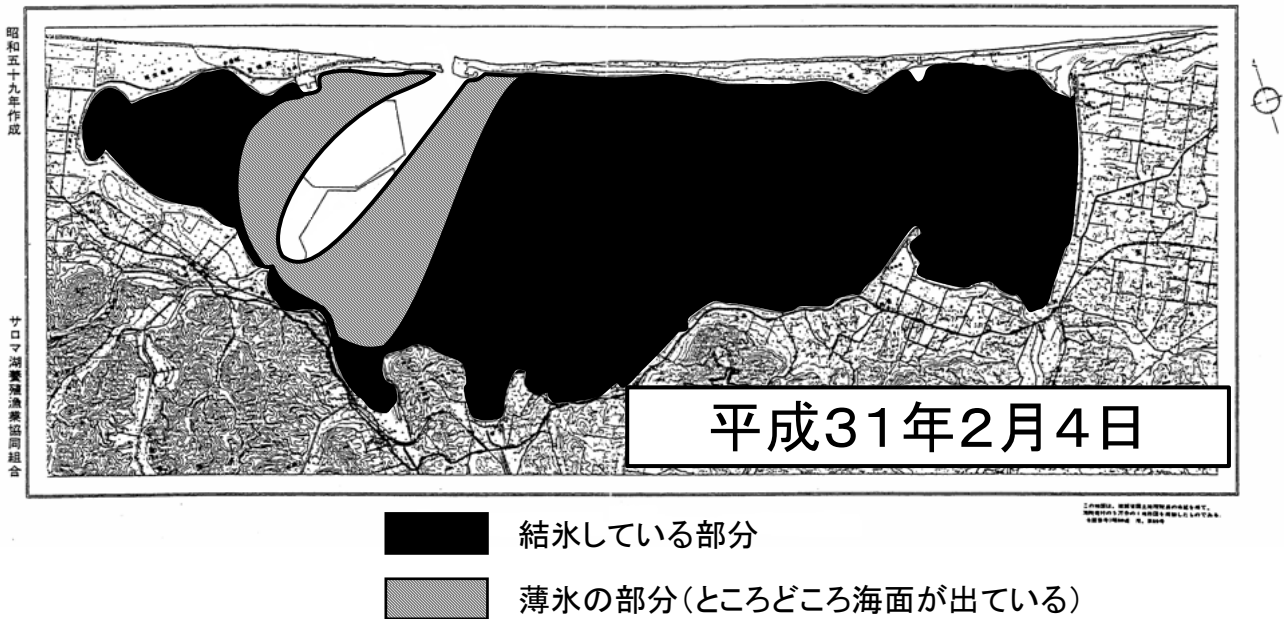 昭和五十九年作成
サロマ湖養殖漁業協同組合
平成31年2月4日
結氷している部分
薄氷の部分(ところどころ海面が出ている)